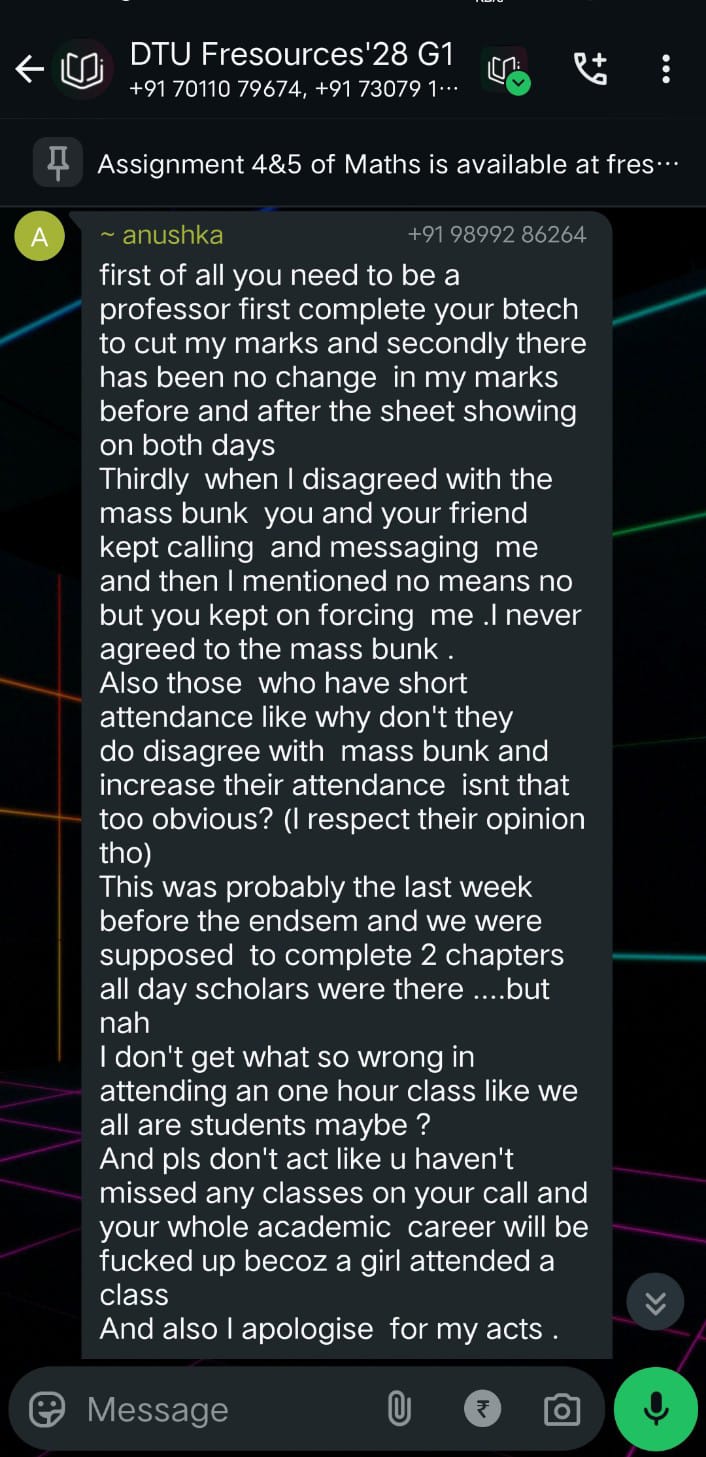 DTU Fresources'28 G1
+91 70110 79674, +91 73079 1...
Assignment 4&5 of Maths is available at fres...
A
~ anushka +91 98992 86264
first of all you need to be a
professor first complete your btech
to cut my marks and secondly there
has been no change in my marks
before and after the sheet showing
on both days
Thirdly when I disagreed with the
mass bunk you and your friend
kept calling and messaging me
and then I mentioned no means no
but you kept on forcing me .I never
agreed to the mass bunk .
Also those who have short
attendance like why don't they
do disagree with mass bunk and
increase their attendance isnt that
too obvious? (I respect their opinion
tho)
This was probably the last week
before the endsem and we were
supposed to complete 2 chapters
all day scholars were there ....but
nah
I don't get what so wrong in
attending an one hour class like we
all are students maybe ?
And pls don't act like u haven't
missed any classes on your call and
your whole academic career will be
fucked up becoz a girl attended a
class
And also I apologise for my acts .
Message
₹